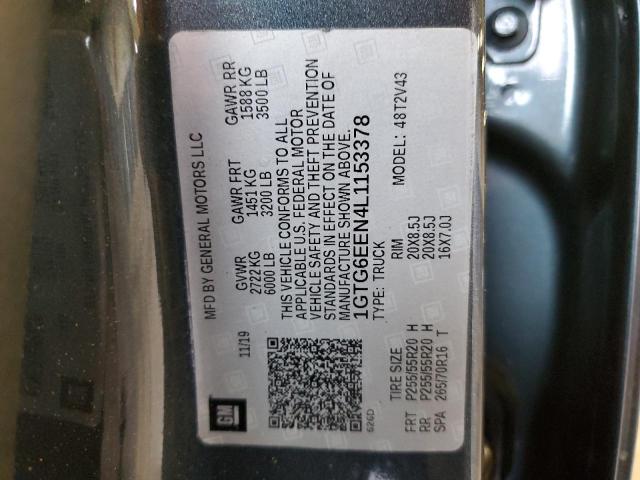 MFD BY GENERAL MOTORS LLC
11/19
GVWR GAWR FRT GAWR RR
2722 KG 1451 KG 1588 KG
6000 LB 3200 LB 3500 LB
THIS VEHICLE CONFORMS TO ALL
APPLICABLE U.S. FEDERAL MOTOR
VEHICLE SAFETY AND THEFT PREVENTION
STANDARDS IN EFFECT ON THE DATE OF
MANUFACTURE SHOWN ABOVE.
1GTG6EEN4L1153378
TYPE: TRUCK MODEL: 48T2V43
GM
626D
TIRE SIZE RIM
FRT P255/55R20 H 20X8.5J
RR P255/55R20 H 20X8.5J
SPA 265/70R16 T 16X7.0J